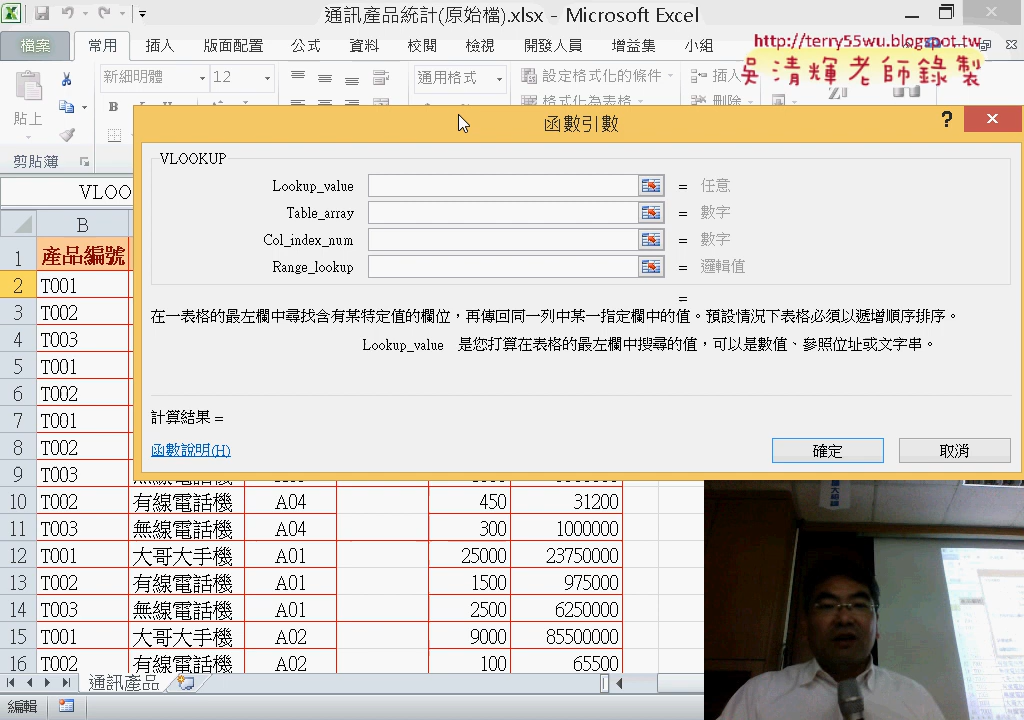 通訊產品統計(原始檔).xlsx - Microsoft Excel
檔案 常用 插入 版面配置 公式 資料 校閱 檢視 開發人員 增益集 小組
http://terry55wu.blogspot.tw
吳清輝老師錄製
新細明體 12 通用格式 設定格式化的條件 插入
貼上 B 格式化為表格 刪除
剪貼簿
函數引數
VLOOKUP
Lookup_value = 任意
Table_array = 數字
Col_index_num = 數字
Range_lookup = 邏輯值
=
在一表格的最左欄中尋找含有某特定值的欄位，再傳回同一列中某一指定欄中的值。預設情況下表格必須以遞增順序排序。
Lookup_value 是您打算在表格的最左欄中搜尋的值，可以是數值、參照位址或文字串。
計算結果 =
函數說明(H)
確定 取消
VLOO
B
1 產品編號
2 T001
3 T002
4 T003
5 T001
6 T002
7 T001
8 T002
9 T003
10 T002 有線電話機 A04 450 31200
11 T003 無線電話機 A04 300 1000000
12 T001 大哥大手機 A01 25000 23750000
13 T002 有線電話機 A01 1500 975000
14 T003 無線電話機 A01 2500 6250000
15 T001 大哥大手機 A02 9000 85500000
16 T002 有線電話機 A02 100 65500
通訊產品
編輯